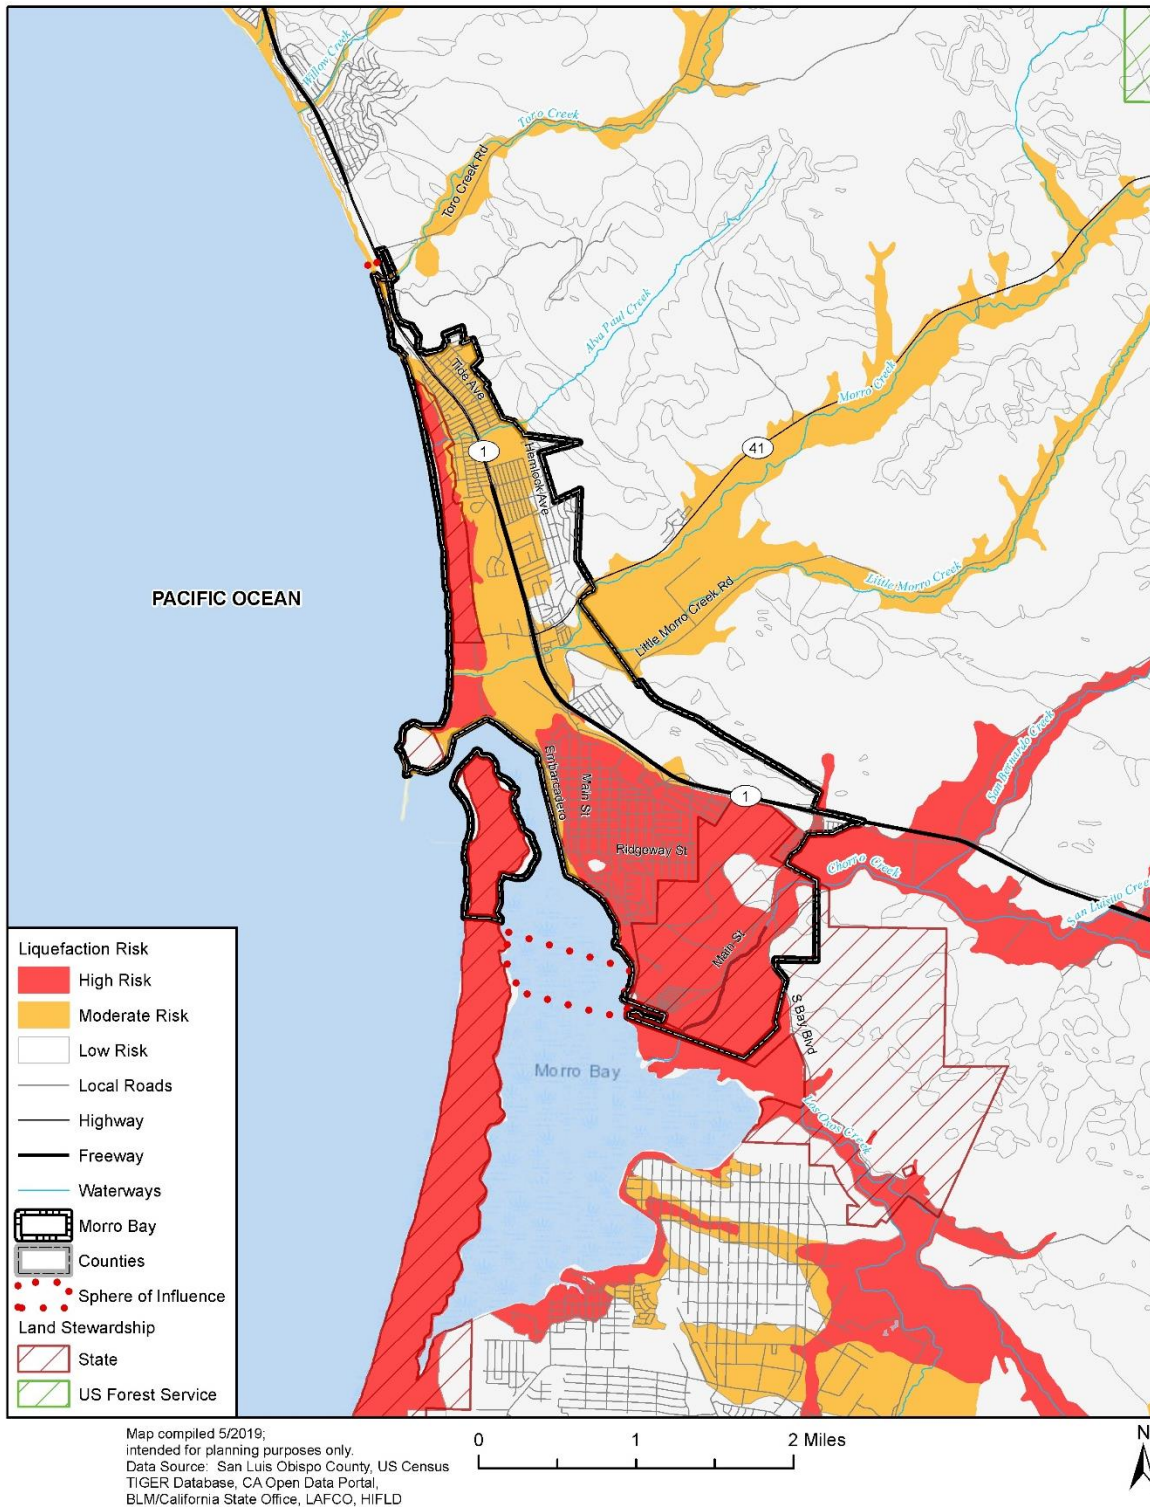 Willow Creek
Toro Creek
Toro Creek Rd
Alva Paul Creek
Tide Ave
1
Hemlock Ave
41
Morro Creek
Little Morro Creek
PACIFIC OCEAN
Little Morro Creek Rd
San Bernardo Creek
Embarcadero
Main St
1
Ridgeway St
Chorro Creek
San Luisito Cree
Main St
S Bay Blvd
Morro Bay
Los Osos Creek
Liquefaction Risk
High Risk
Moderate Risk
Low Risk
Local Roads
Highway
Freeway
Waterways
Morro Bay
Counties
Sphere of Influence
Land Stewardship
State
US Forest Service
Map compiled 5/2019;
intended for planning purposes only.
Data Source: San Luis Obispo County, US Census
TIGER Database, CA Open Data Portal,
BLM/California State Office, LAFCO, HIFLD
0 1 2 Miles
N